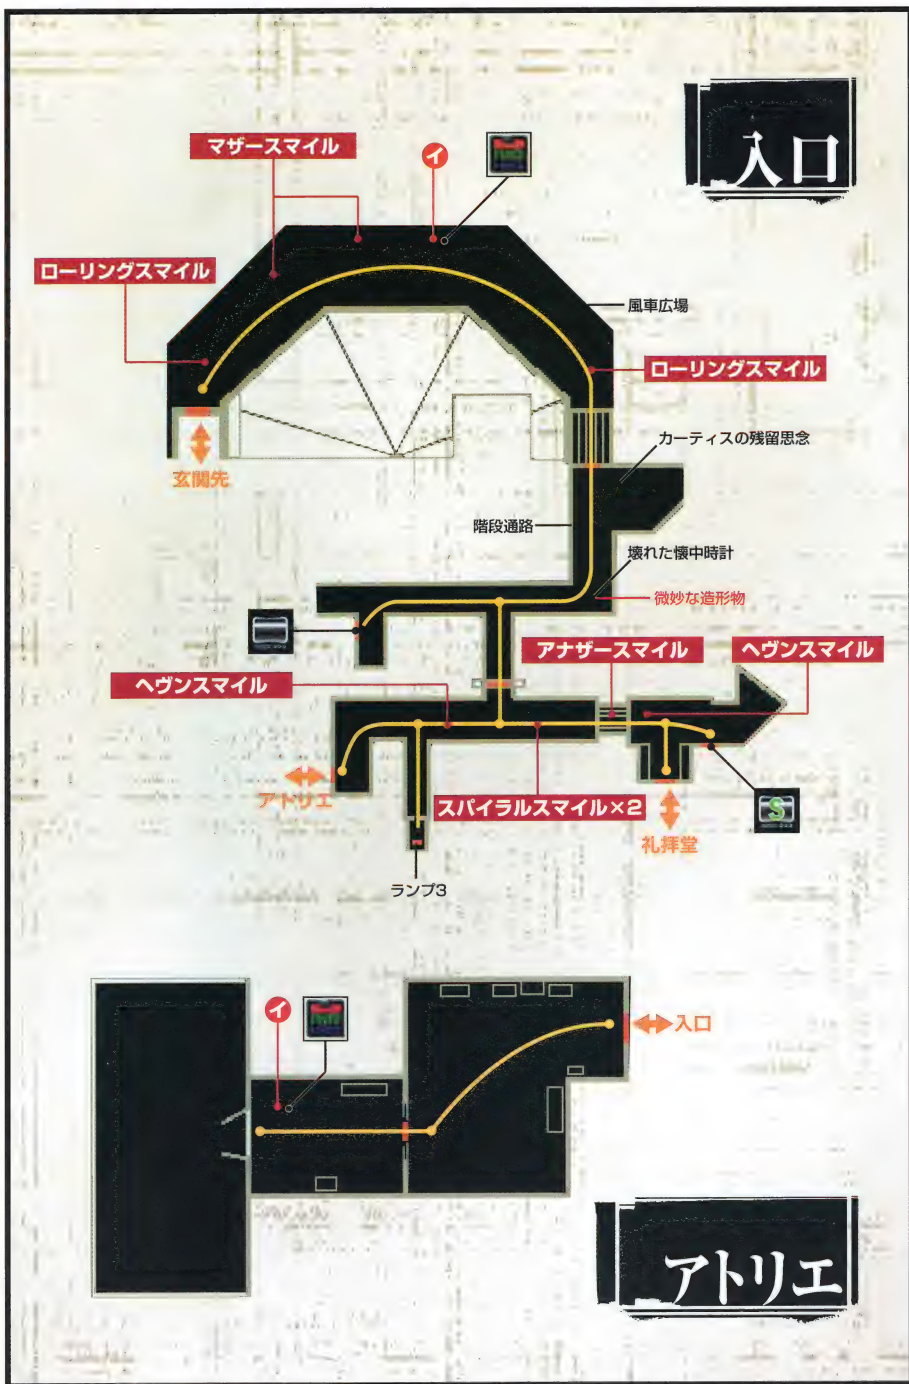 入口
マザースマイル
イ
ローリングスマイル
風車広場
ローリングスマイル
カーティスの残留思念
玄関先
階段通路
壊れた懐中時計
微妙な造形物
アナザースマイル
ヘヴンスマイル
ヘヴンスマイル
アトリエ
スパイラルスマイル×2
S
礼拝堂
ランプ3
イ
入口
アトリエ